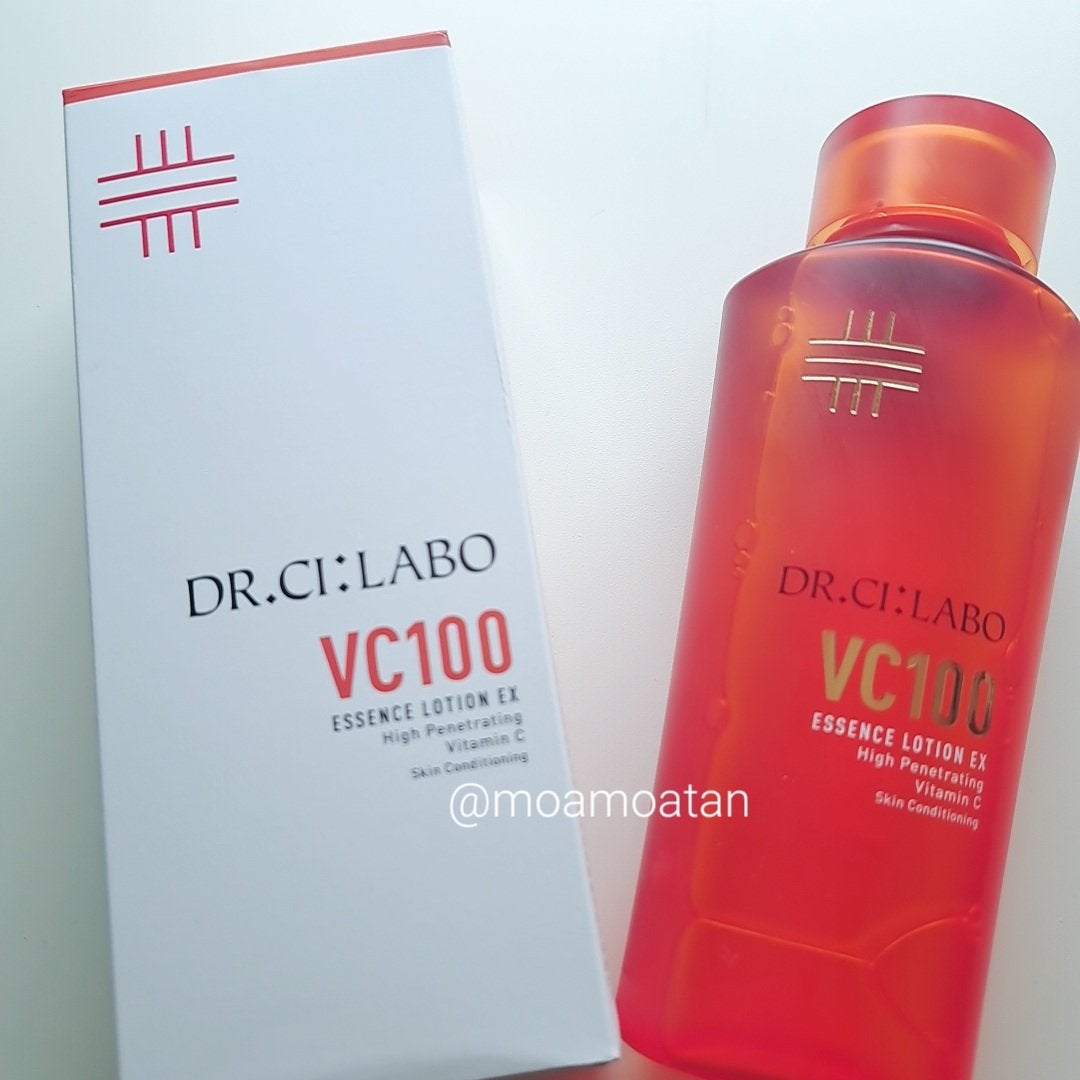 DR.CI:LABO
VC100
ESSENCE LOTION EX
High Penetrating
Vitamin C
Skin Conditioning
DR.CI:LABO
VC100
ESSENCE LOTION EX
High Penetrating
Vitamin C
Skin Conditioning
@moamoatan